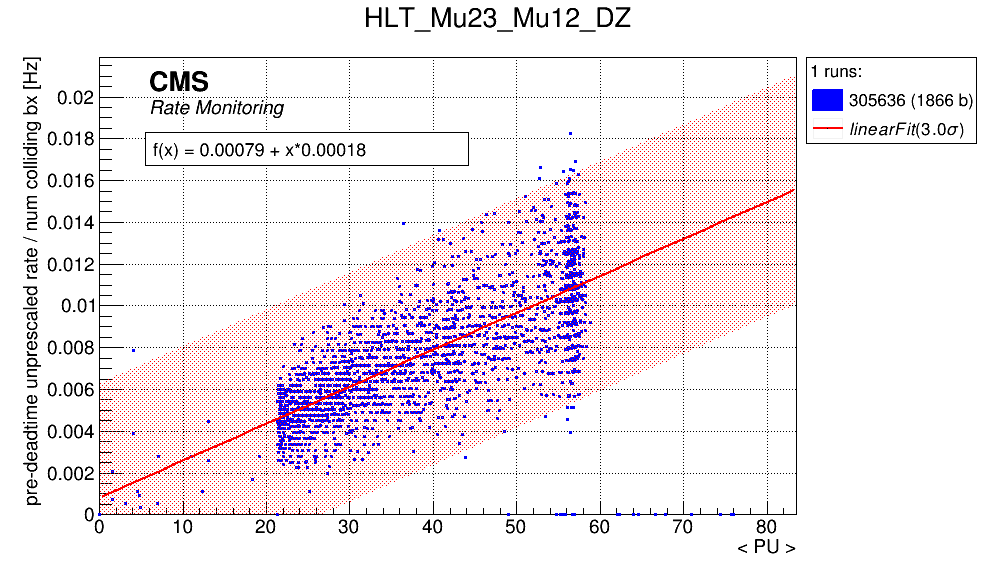 HLT_Mu23_Mu12_DZ
pre-deadtime unprescaled rate / num colliding bx [Hz]
CMS
Rate Monitoring
f(x) = 0.00079 + x*0.00018
1 runs:
305636 (1866 b)
linearFit(3.0σ)
0.02
0.018
0.016
0.014
0.012
0.01
0.008
0.006
0.004
0.002
0
0 10 20 30 40 50 60 70 80
< PU >